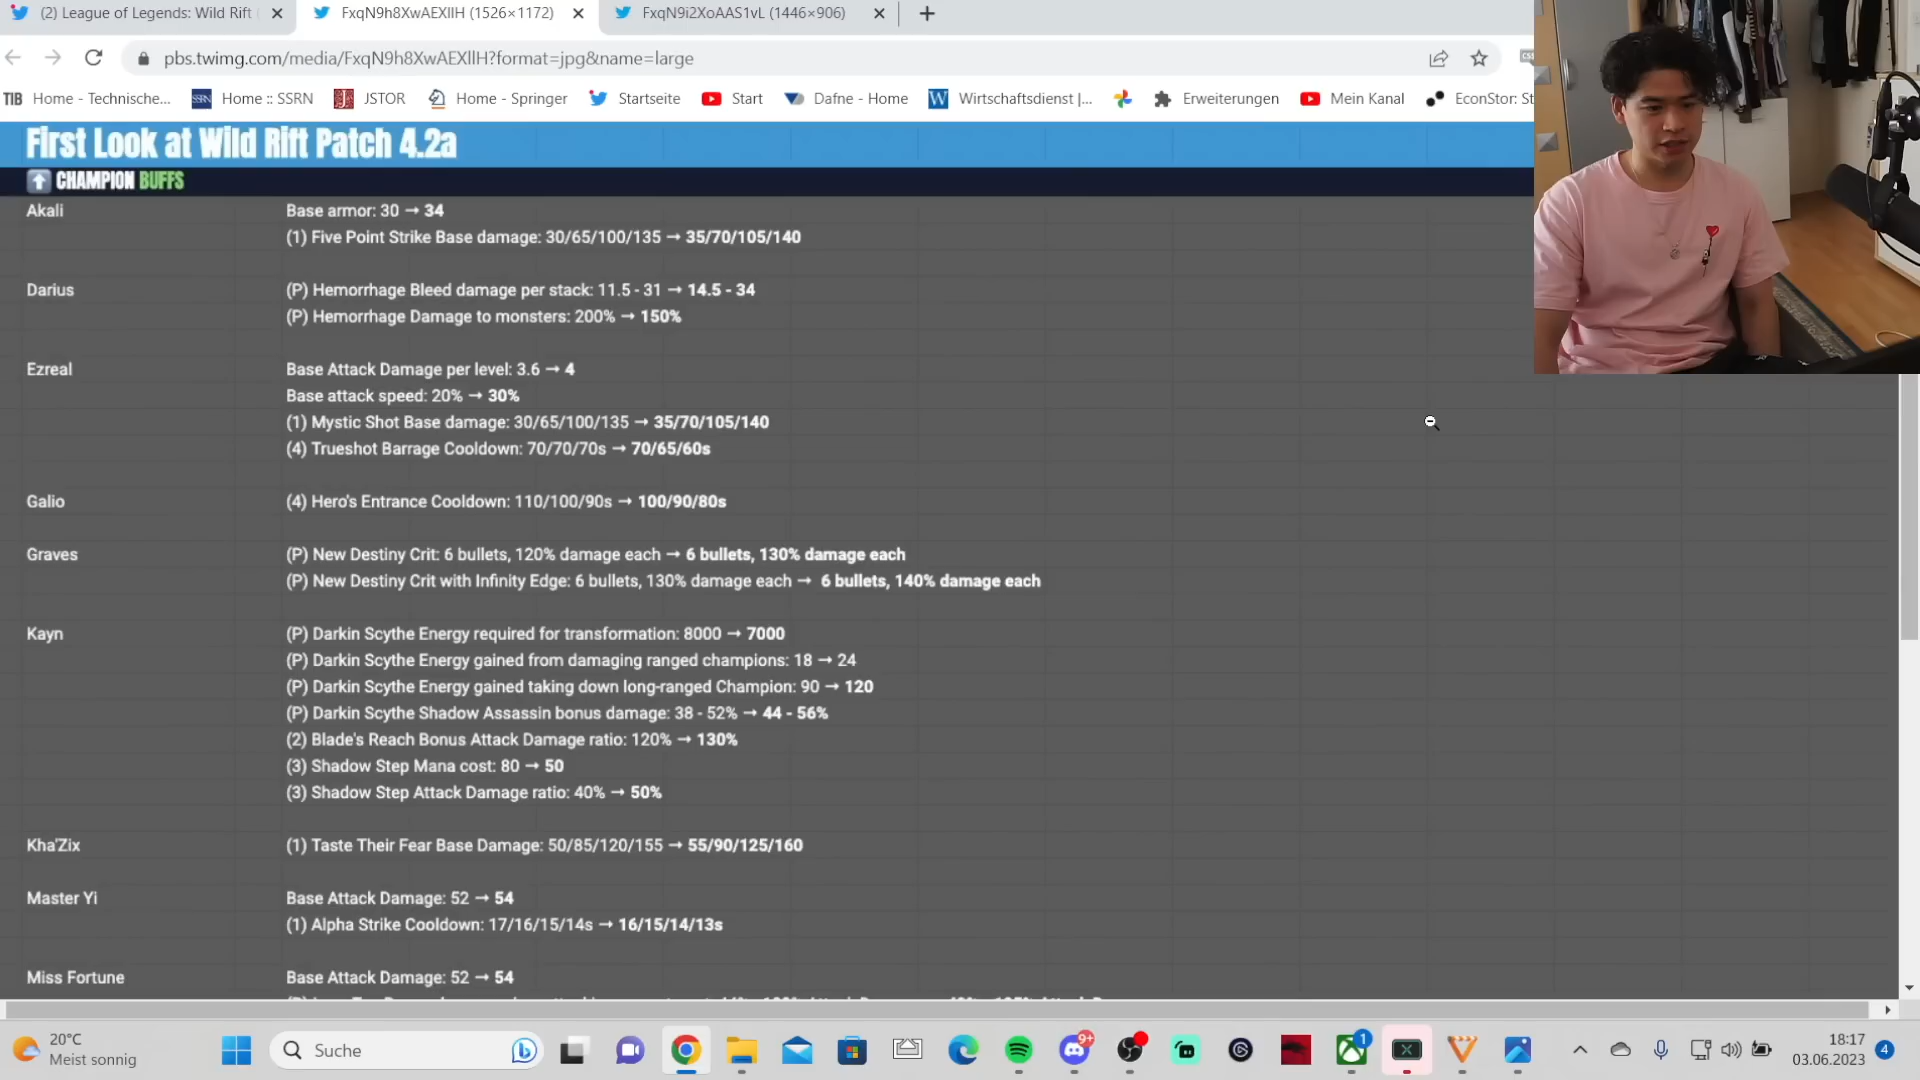 (2) League of Legends: Wild Rift
FxqN9h8XwAEXllH (1526×1172)
FxqN9i2XoAAS1vL (1446×906)
pbs.twimg.com/media/FxqN9h8XwAEXllH?format=jpg&name=large
TIB Home - Technische...
SSRN Home :: SSRN
JSTOR
Home - Springer
Startseite
Start
Dafne - Home
W Wirtschaftsdienst |...
Erweiterungen
Mein Kanal
EconStor: St
First Look at Wild Rift Patch 4.2a
CHAMPION BUFFS
Akali
Base armor: 30 → 34
(1) Five Point Strike Base damage: 30/65/100/135 → 35/70/105/140
Darius
(P) Hemorrhage Bleed damage per stack: 11.5 - 31 → 14.5 - 34
(P) Hemorrhage Damage to monsters: 200% → 150%
Ezreal
Base Attack Damage per level: 3.6 → 4
Base attack speed: 20% → 30%
(1) Mystic Shot Base damage: 30/65/100/135 → 35/70/105/140
(4) Trueshot Barrage Cooldown: 70/70/70s → 70/65/60s
Galio
(4) Hero's Entrance Cooldown: 110/100/90s → 100/90/80s
Graves
(P) New Destiny Crit: 6 bullets, 120% damage each → 6 bullets, 130% damage each
(P) New Destiny Crit with Infinity Edge: 6 bullets, 130% damage each → 6 bullets, 140% damage each
Kayn
(P) Darkin Scythe Energy required for transformation: 8000 → 7000
(P) Darkin Scythe Energy gained from damaging ranged champions: 18 → 24
(P) Darkin Scythe Energy gained taking down long-ranged Champion: 90 → 120
(P) Darkin Scythe Shadow Assassin bonus damage: 38 - 52% → 44 - 56%
(2) Blade's Reach Bonus Attack Damage ratio: 120% → 130%
(3) Shadow Step Mana cost: 80 → 50
(3) Shadow Step Attack Damage ratio: 40% → 50%
Kha'Zix
(1) Taste Their Fear Base Damage: 50/85/120/155 → 55/90/125/160
Master Yi
Base Attack Damage: 52 → 54
(1) Alpha Strike Cooldown: 17/16/15/14s → 16/15/14/13s
Miss Fortune
Base Attack Damage: 52 → 54
20°C
Meist sonnig
Suche
9+
1
18:17
03.06.2023
4